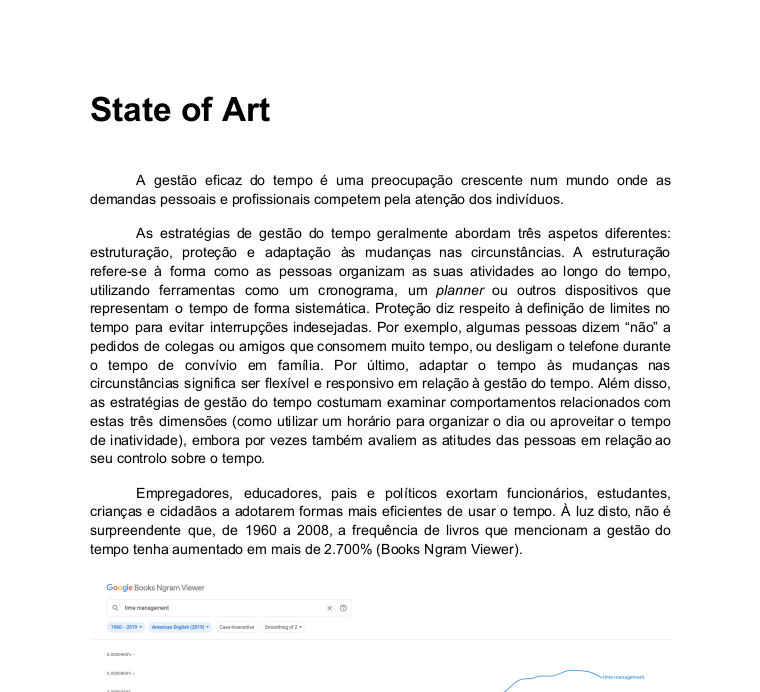 State of Art
A gestão eficaz do tempo é uma preocupação crescente num mundo onde as
demandas pessoais e profissionais competem pela atenção dos indivíduos.
As estratégias de gestão do tempo geralmente abordam três aspetos diferentes:
estruturação, proteção e adaptação às mudanças nas circunstâncias. A estruturação
refere-se à forma como as pessoas organizam as suas atividades ao longo do tempo,
utilizando ferramentas como um cronograma, um planner ou outros dispositivos que
representam o tempo de forma sistemática. Proteção diz respeito à definição de limites no
tempo para evitar interrupções indesejadas. Por exemplo, algumas pessoas dizem “não” a
pedidos de colegas ou amigos que consomem muito tempo, ou desligam o telefone durante
o tempo de convívio em família. Por último, adaptar o tempo às mudanças nas
circunstâncias significa ser flexível e responsivo em relação à gestão do tempo. Além disso,
as estratégias de gestão do tempo costumam examinar comportamentos relacionados com
estas três dimensões (como utilizar um horário para organizar o dia ou aproveitar o tempo
de inatividade), embora por vezes também avaliem as atitudes das pessoas em relação ao
seu controlo sobre o tempo.
Empregadores, educadores, pais e políticos exortam funcionários, estudantes,
crianças e cidadãos a adotarem formas mais eficientes de usar o tempo. À luz disto, não é
surpreendente que, de 1960 a 2008, a frequência de livros que mencionam a gestão do
tempo tenha aumentado em mais de 2.700% (Books Ngram Viewer).
Google Books Ngram Viewer
time management
1960 - 2019 American English (2019) Case-Insensitive Smoothing of 2
0.0000900%
0.0000800%
time management